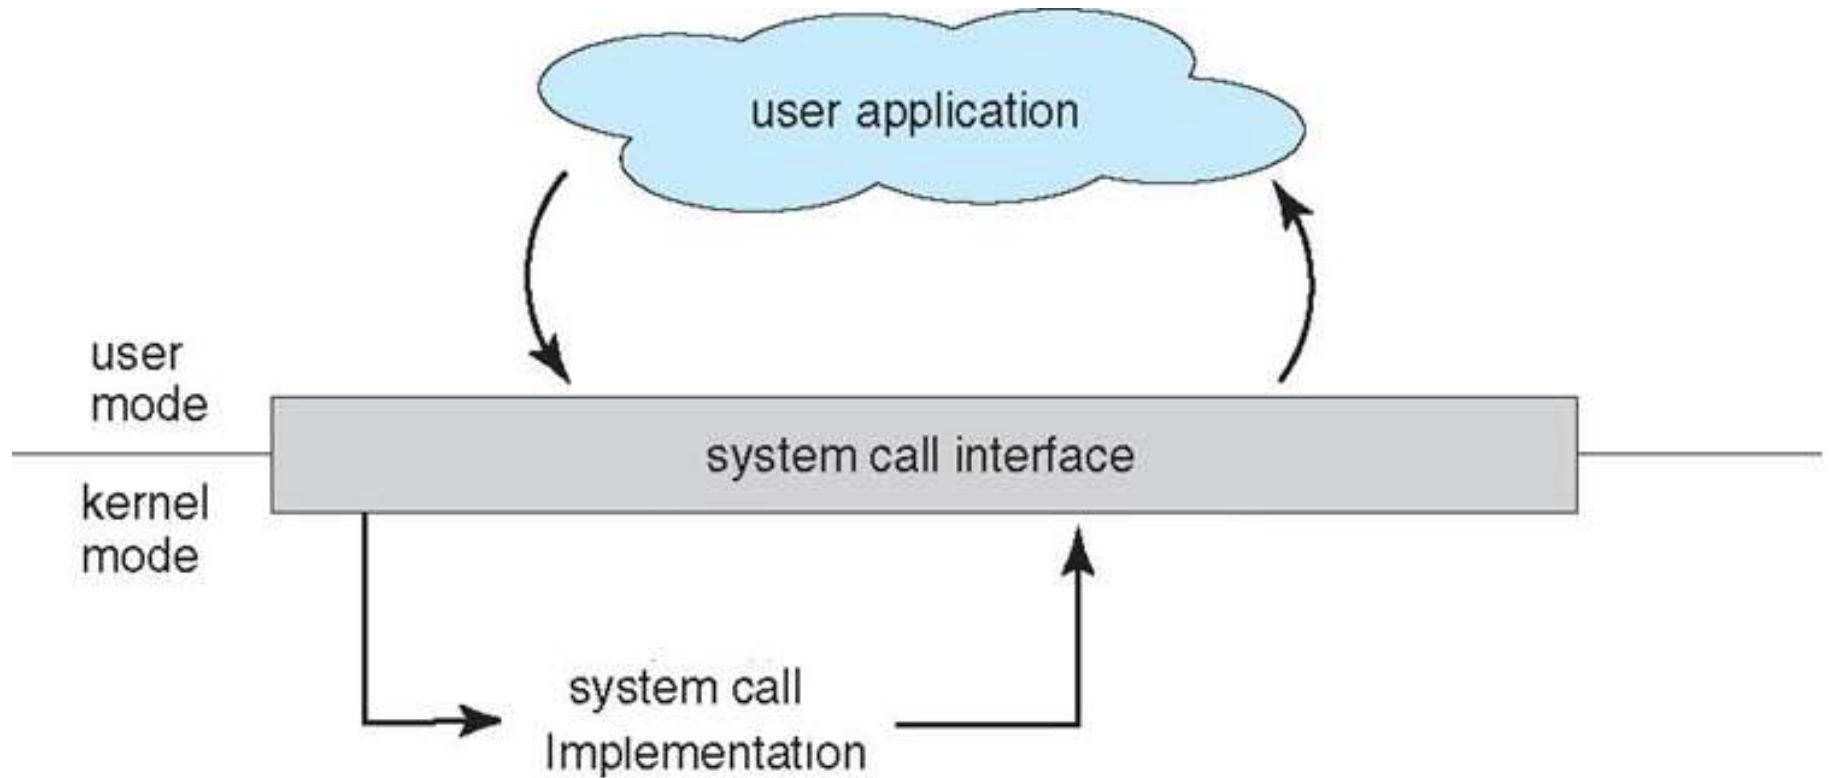 user application
user
mode
system call interface
kernel
mode
system call
Implementation